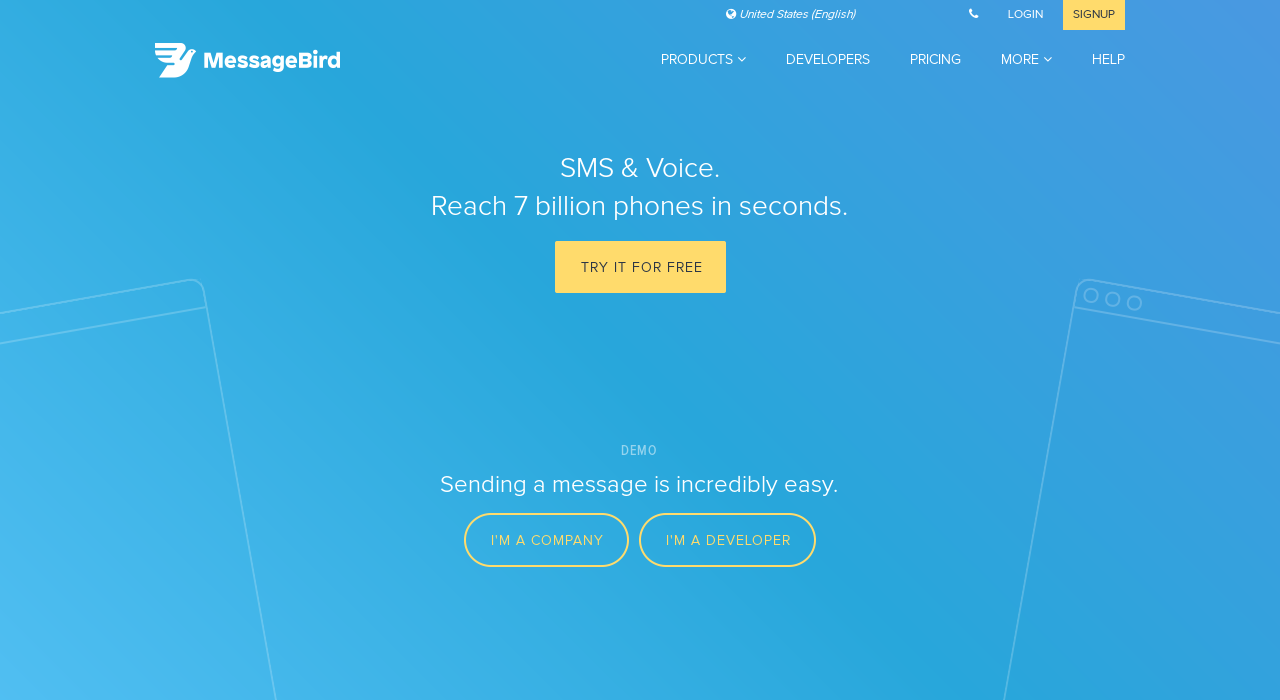 United States (English)
LOGIN
SIGNUP
MessageBird
PRODUCTS
DEVELOPERS
PRICING
MORE
HELP
SMS & Voice.
Reach 7 billion phones in seconds.
TRY IT FOR FREE
DEMO
Sending a message is incredibly easy.
I'M A COMPANY
I'M A DEVELOPER